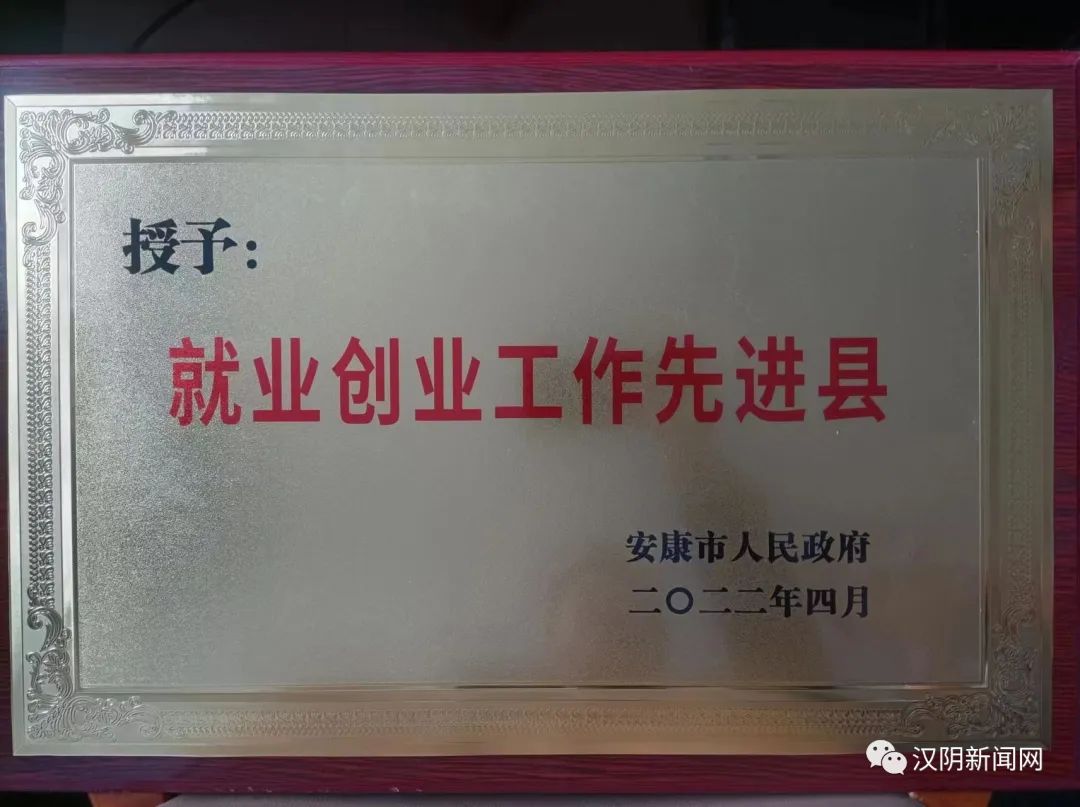 授予：
就业创业工作先进县
安康市人民政府
二〇二二年四月
汉阴新闻网